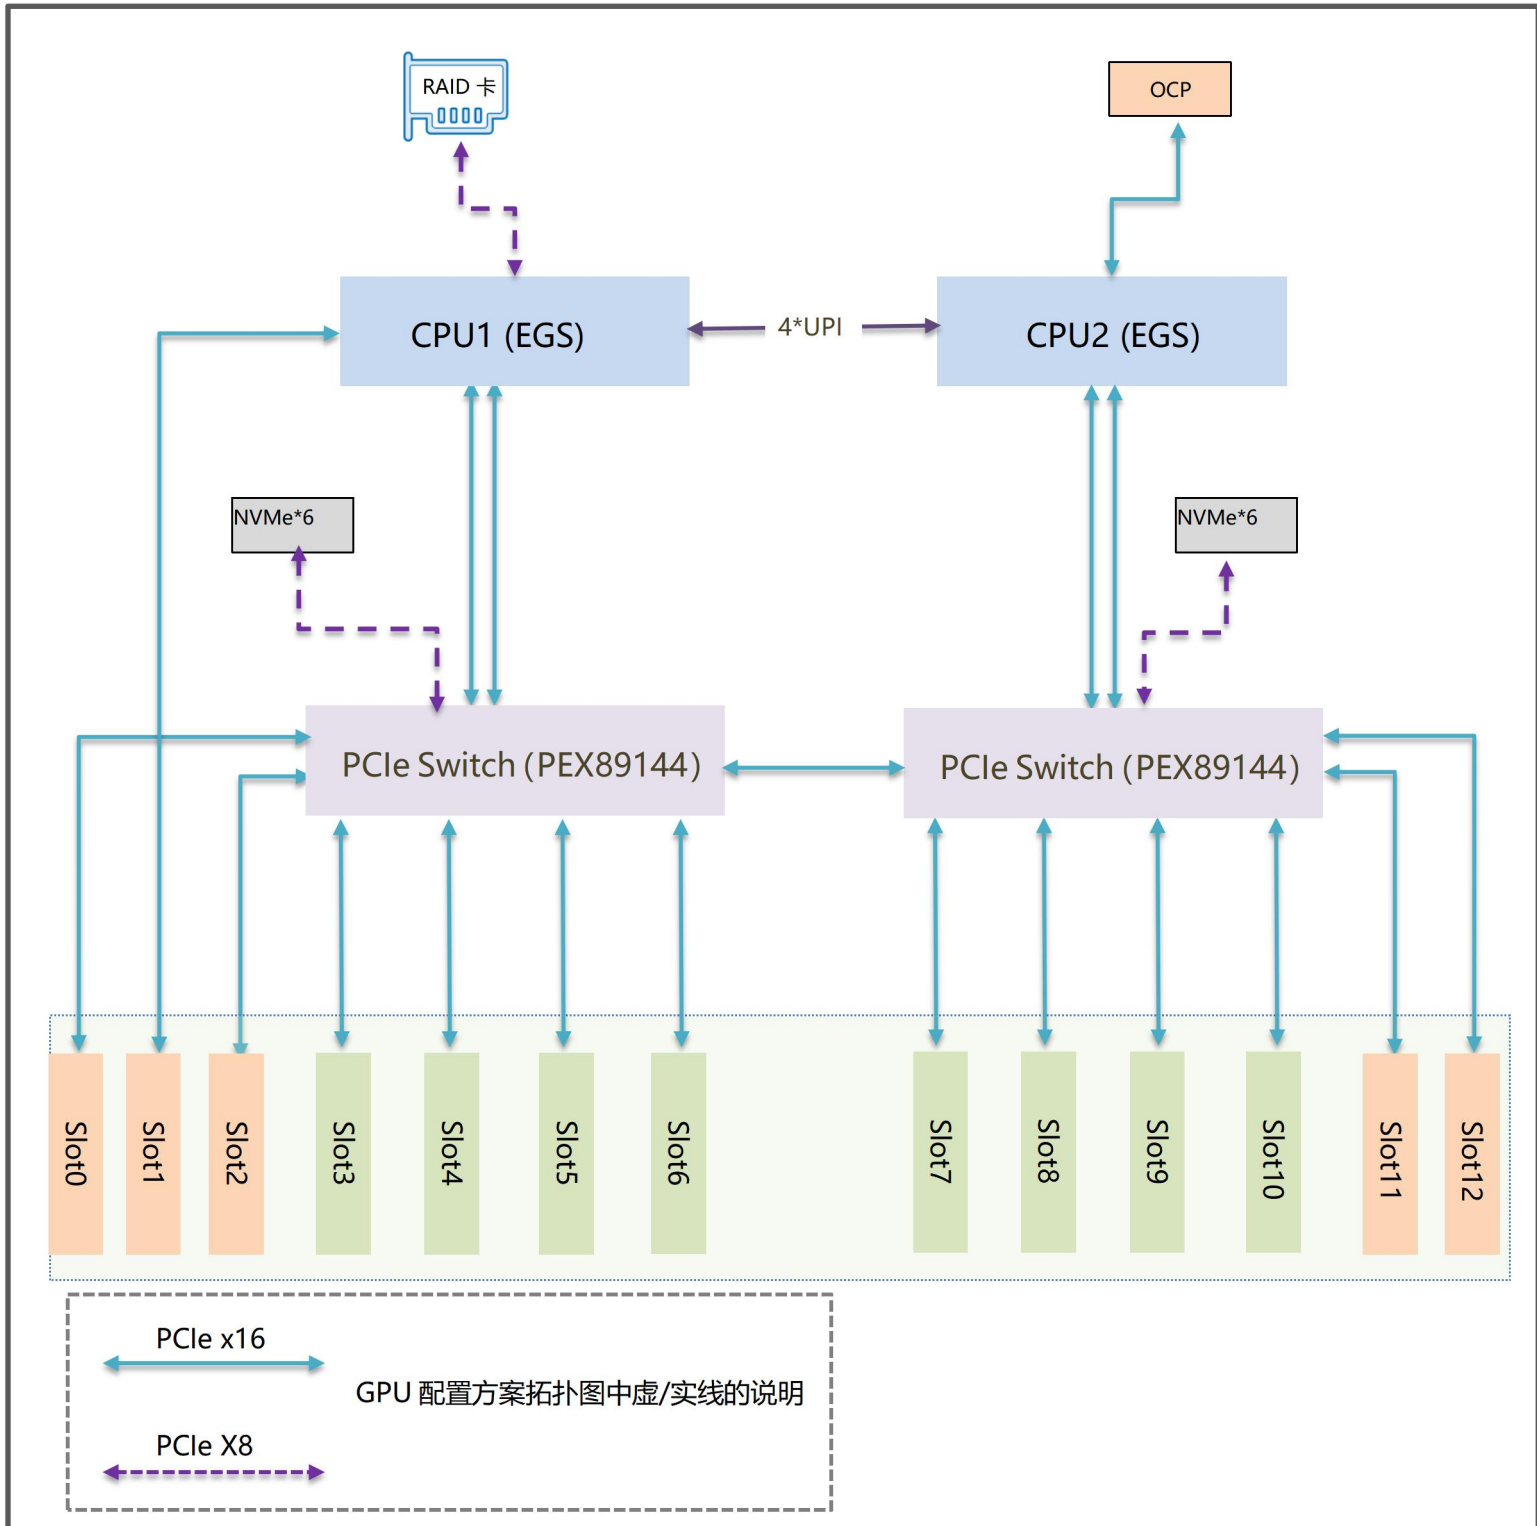 RAID 卡
OCP
CPU1 (EGS)
4*UPI
CPU2 (EGS)
NVMe*6
NVMe*6
PCIe Switch (PEX89144)
PCIe Switch (PEX89144)
Slot0
Slot1
Slot2
Slot3
Slot4
Slot5
Slot6
Slot7
Slot8
Slot9
Slot10
Slot11
Slot12
PCIe x16
GPU 配置方案拓扑图中虚/实线的说明
PCIe X8